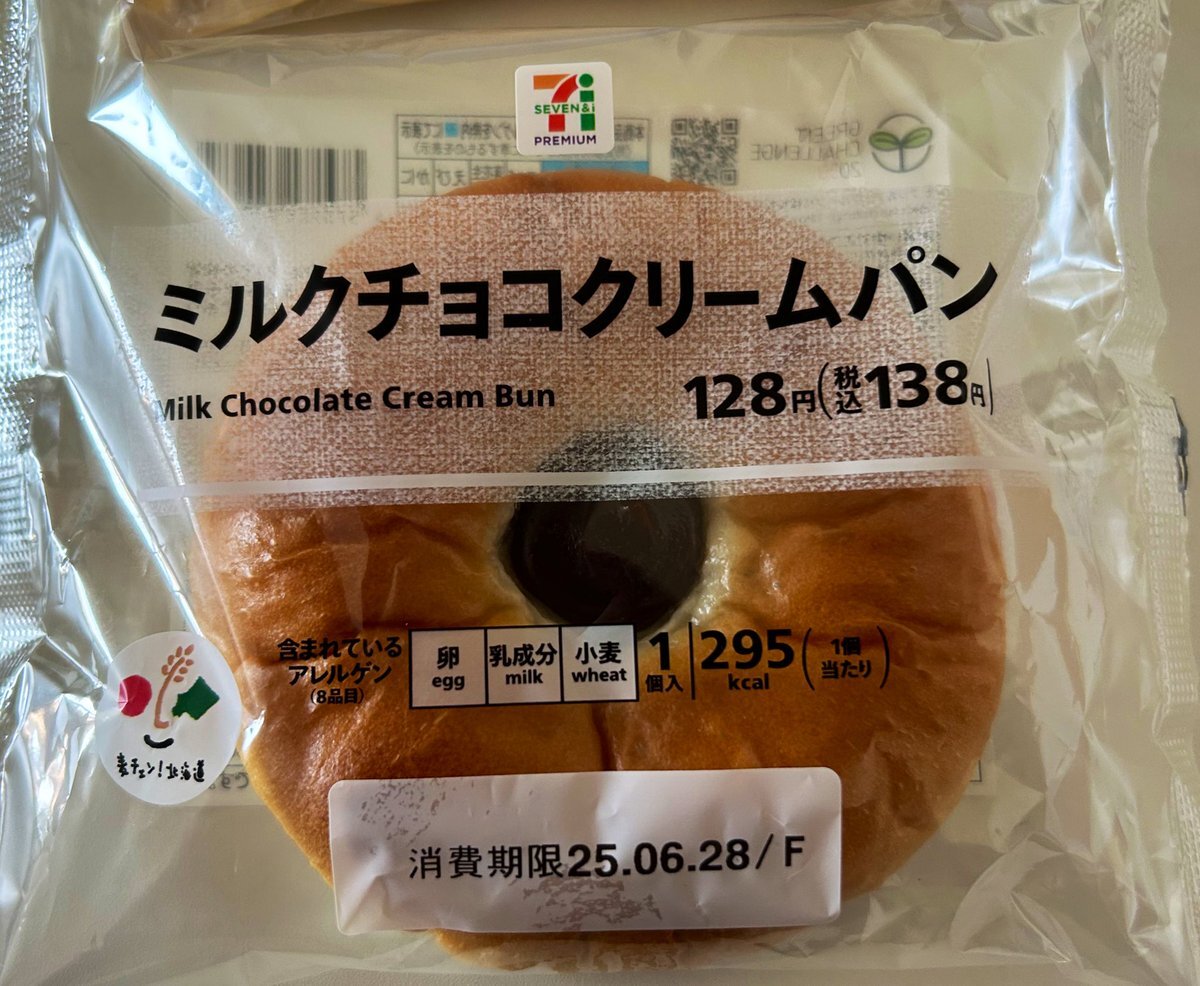 SEVEN&i
PREMIUM
ミルクチョコクリームパン
Milk Chocolate Cream Bun
128円(税込138円)
含まれている
アレルゲン
(8品目)
卵
egg
乳成分
milk
小麦
wheat
1
個入
295
kcal
(1個
当たり)
麦チェン!北海道
消費期限25.06.28/F